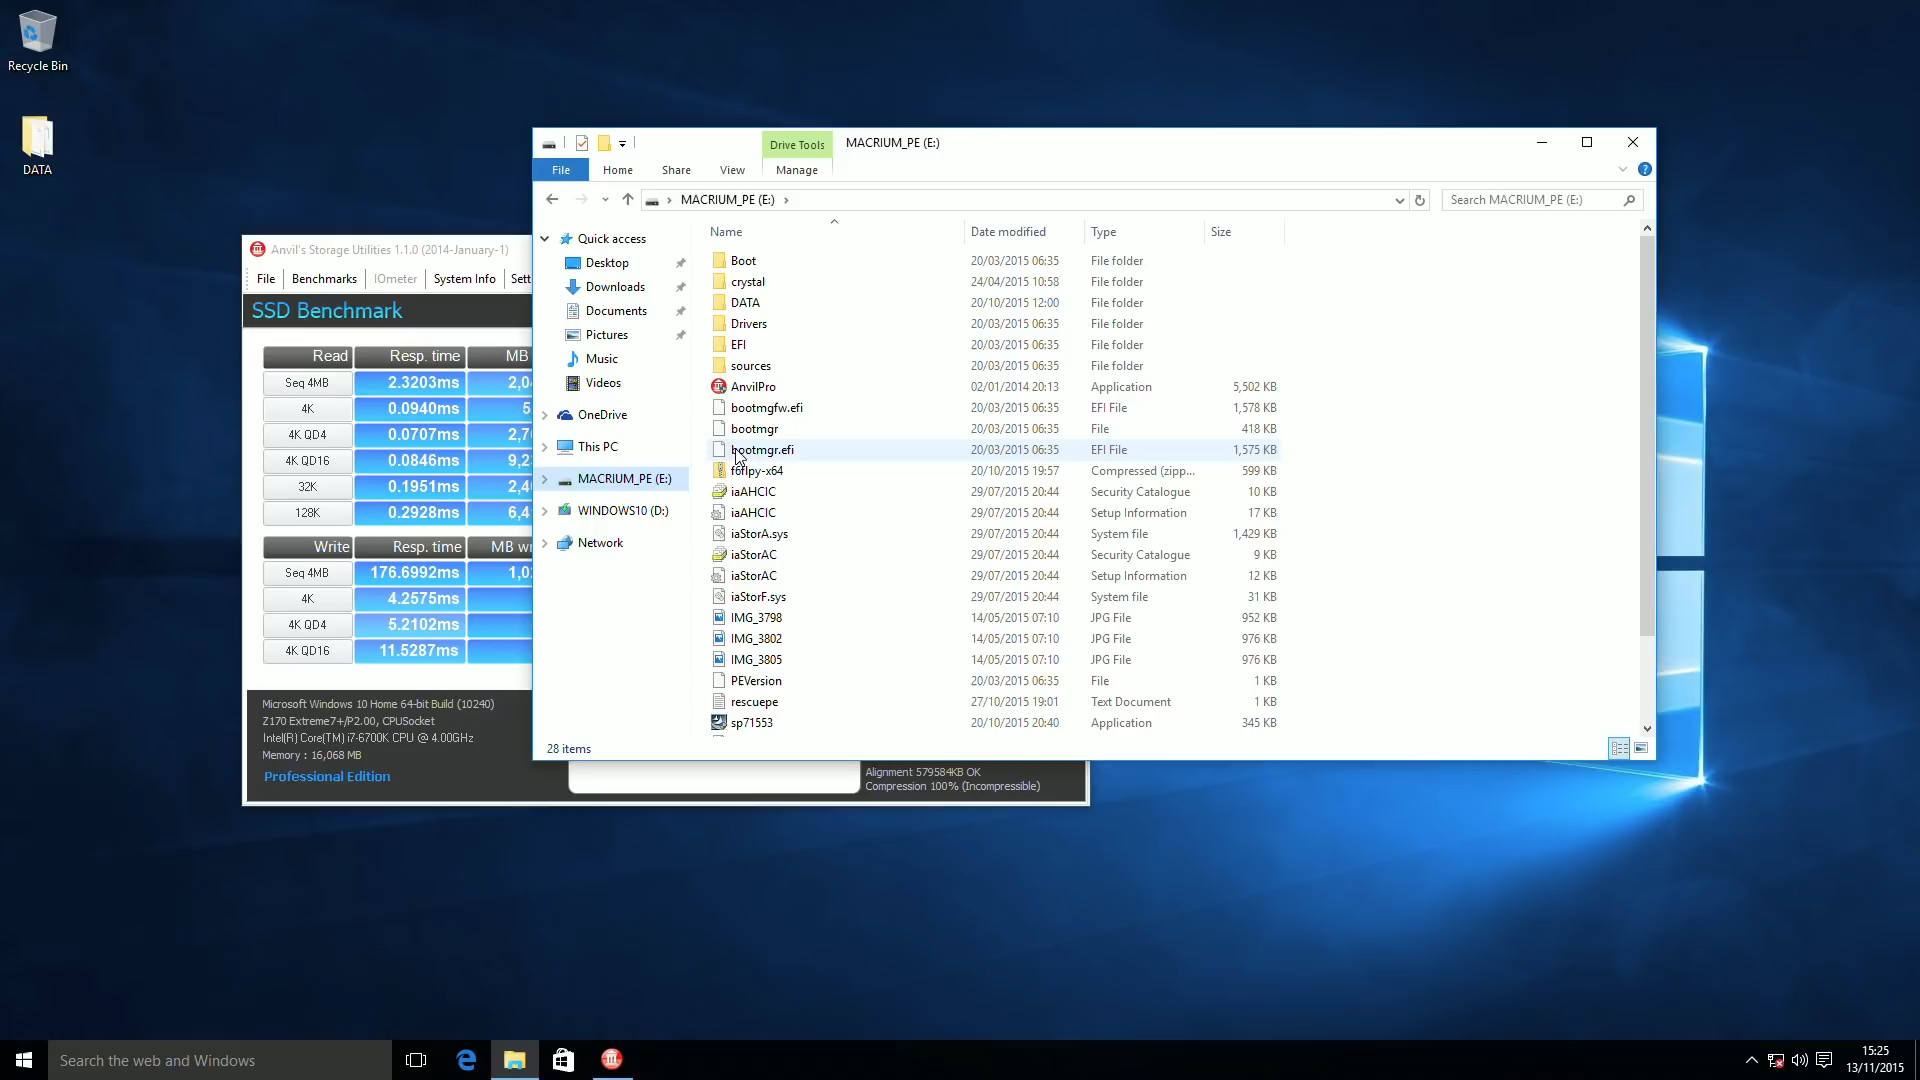 Recycle Bin
DATA
Anvil's Storage Utilities 1.1.0 (2014-January-1)
File Benchmarks IOmeter System Info Sett
SSD Benchmark
Read Resp. time MB
Seq 4MB 2.3203ms 2,0
4K 0.0940ms 5
4K QD4 0.0707ms 2,7
4K QD16 0.0846ms 9,2
32K 0.1951ms 2,4
128K 0.2928ms 6,4
Write Resp. time MB wr
Seq 4MB 176.6992ms 1,0
4K 4.2575ms
4K QD4 5.2102ms
4K QD16 11.5287ms
Microsoft Windows 10 Home 64-bit Build (10240)
Z170 Extreme7+/P2.00, CPUSocket
Intel(R) Core(TM) i7-6700K CPU @ 4.00GHz
Memory : 16,068 MB
Professional Edition
Alignment 579584KB OK
Compression 100% (Incompressible)
Drive Tools MACRIUM_PE (E:)
File Home Share View Manage
MACRIUM_PE (E:) Search MACRIUM_PE (E:)
Quick access
Desktop
Downloads
Documents
Pictures
Music
Videos
OneDrive
This PC
MACRIUM_PE (E:)
WINDOWS10 (D:)
Network
Name Date modified Type Size
Boot 20/03/2015 06:35 File folder
crystal 24/04/2015 10:58 File folder
DATA 20/10/2015 12:00 File folder
Drivers 20/03/2015 06:35 File folder
EFI 20/03/2015 06:35 File folder
sources 20/03/2015 06:35 File folder
AnvilPro 02/01/2014 20:13 Application 5,502 KB
bootmgfw.efi 20/03/2015 06:35 EFI File 1,578 KB
bootmgr 20/03/2015 06:35 File 418 KB
bootmgr.efi 20/03/2015 06:35 EFI File 1,575 KB
f6flpy-x64 20/10/2015 19:57 Compressed (zipp... 599 KB
iaAHCIC 29/07/2015 20:44 Security Catalogue 10 KB
iaAHCIC 29/07/2015 20:44 Setup Information 17 KB
iaStorA.sys 29/07/2015 20:44 System file 1,429 KB
iaStorAC 29/07/2015 20:44 Security Catalogue 9 KB
iaStorAC 29/07/2015 20:44 Setup Information 12 KB
iaStorF.sys 29/07/2015 20:44 System file 31 KB
IMG_3798 14/05/2015 07:10 JPG File 952 KB
IMG_3802 14/05/2015 07:10 JPG File 976 KB
IMG_3805 14/05/2015 07:10 JPG File 976 KB
PEVersion 20/03/2015 06:35 File 1 KB
rescuepe 27/10/2015 19:01 Text Document 1 KB
sp71553 20/10/2015 20:40 Application 345 KB
28 items
Search the web and Windows
15:25
13/11/2015